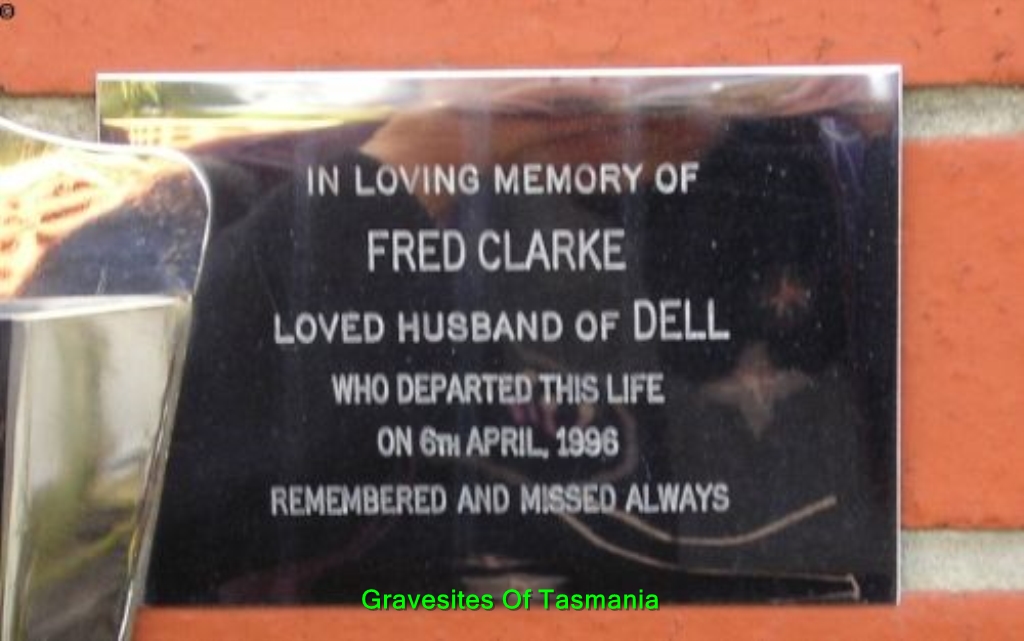 ©
IN LOVING MEMORY OF
FRED CLARKE
LOVED HUSBAND OF DELL
WHO DEPARTED THIS LIFE
ON 6TH APRIL, 1996
REMEMBERED AND MISSED ALWAYS
Gravesites Of Tasmania